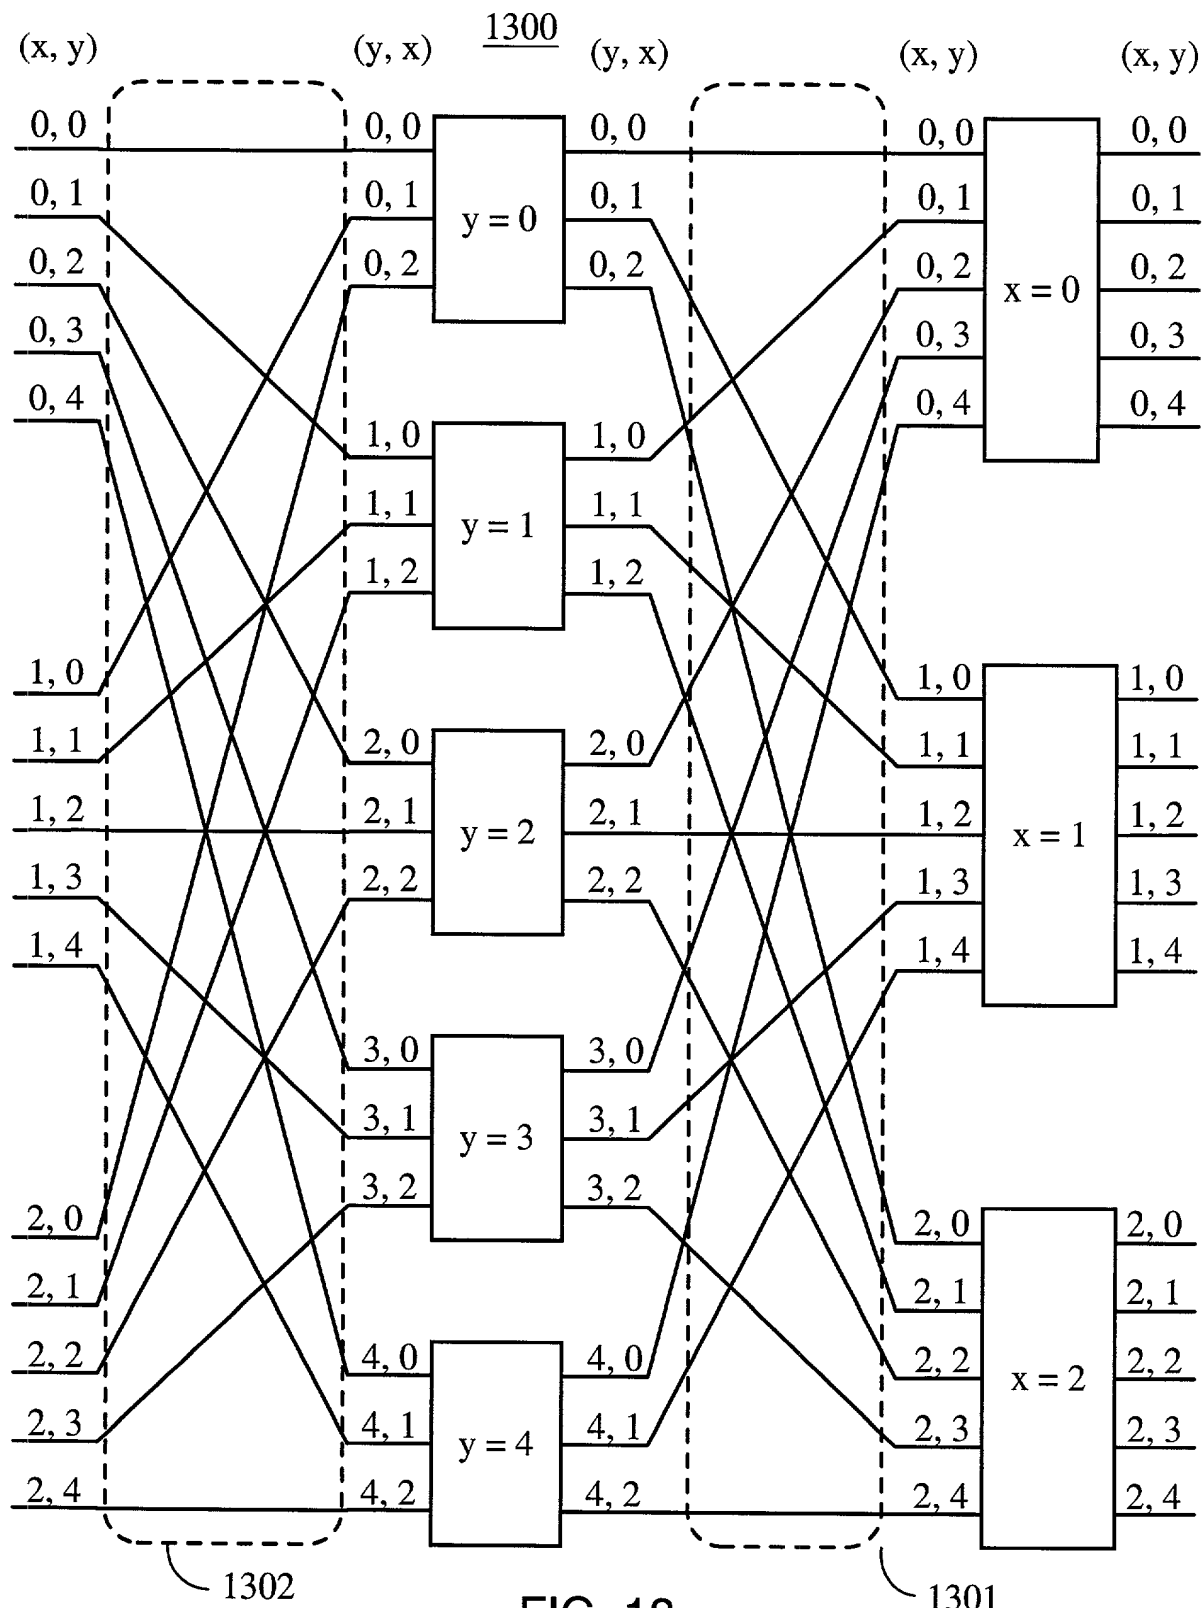 1300
(x, y) (y, x) (y, x) (x, y) (x, y)
0, 0 0, 0 0, 0 0, 0 0, 0
0, 1 0, 1 y = 0 0, 1 0, 1 0, 1
0, 2 0, 2 0, 2 0, 2 x = 0 0, 2
0, 3 0, 3 0, 3
0, 4 0, 4 0, 4
1, 0 1, 0
1, 1 y = 1 1, 1
1, 2 1, 2
1, 0 1, 0 1, 0
1, 1 2, 0 2, 0 1, 1 1, 1
1, 2 2, 1 y = 2 2, 1 1, 2 x = 1 1, 2
1, 3 2, 2 2, 2 1, 3 1, 3
1, 4 1, 4 1, 4
3, 0 3, 0
3, 1 y = 3 3, 1
3, 2 3, 2
2, 0 2, 0 2, 0
2, 1 2, 1 2, 1
2, 2 4, 0 4, 0 2, 2 x = 2 2, 2
2, 3 4, 1 y = 4 4, 1 2, 3 2, 3
2, 4 4, 2 4, 2 2, 4 2, 4
1302 1301
FIG. 13